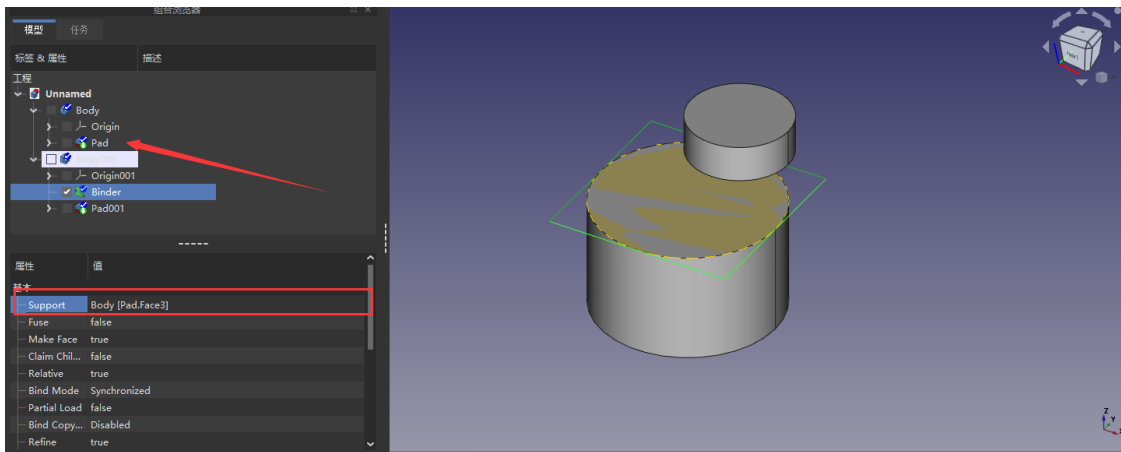 组合浏览器
模型 任务
标签 & 属性 描述
工程
Unnamed
Body
Origin
Pad
Body001
Origin001
Binder
Pad001
属性 值
基本
Support Body [Pad.Face3]
Fuse false
Make Face true
Claim Chil... false
Relative true
Bind Mode Synchronized
Partial Load false
Bind Copy... Disabled
Refine true
Z
Y
X